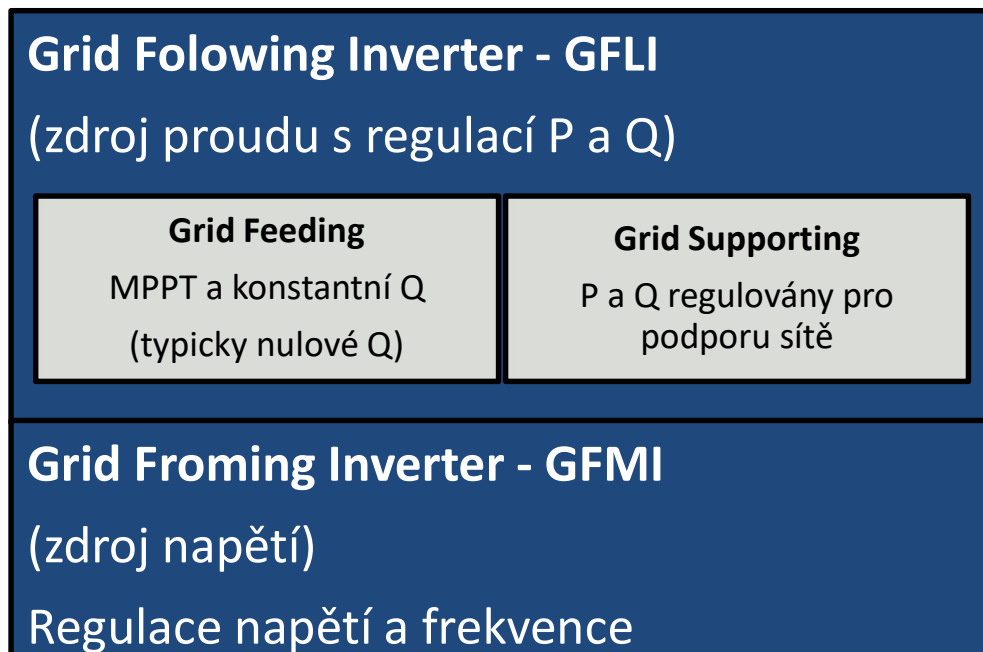 Grid Folowing Inverter - GFLI
(zdroj proudu s regulací P a Q)
Grid Feeding
MPPT a konstantní Q
(typicky nulové Q)
Grid Supporting
P a Q regulovány pro
podporu sítě
Grid Froming Inverter - GFMI
(zdroj napětí)
Regulace napětí a frekvence